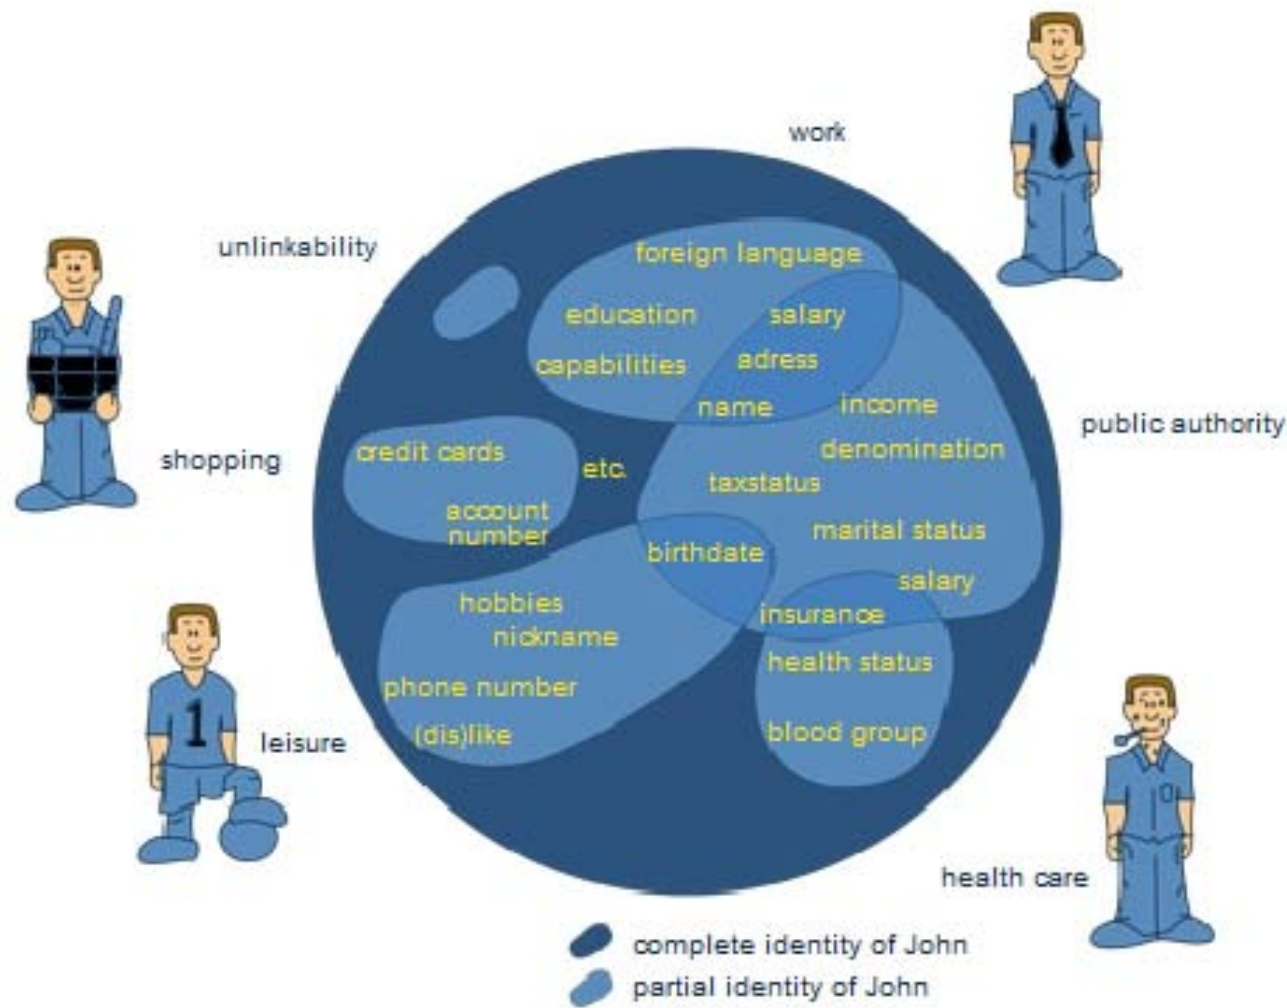 work
unlinkability
foreign language
education
salary
capabilities
adress
name
income
public authority
denomination
credit cards
shopping
etc.
taxstatus
account
number
marital status
birthdate
salary
hobbies
insurance
nickname
health status
phone number
(dis)like
blood group
leisure
1
health care
complete identity of John
partial identity of John